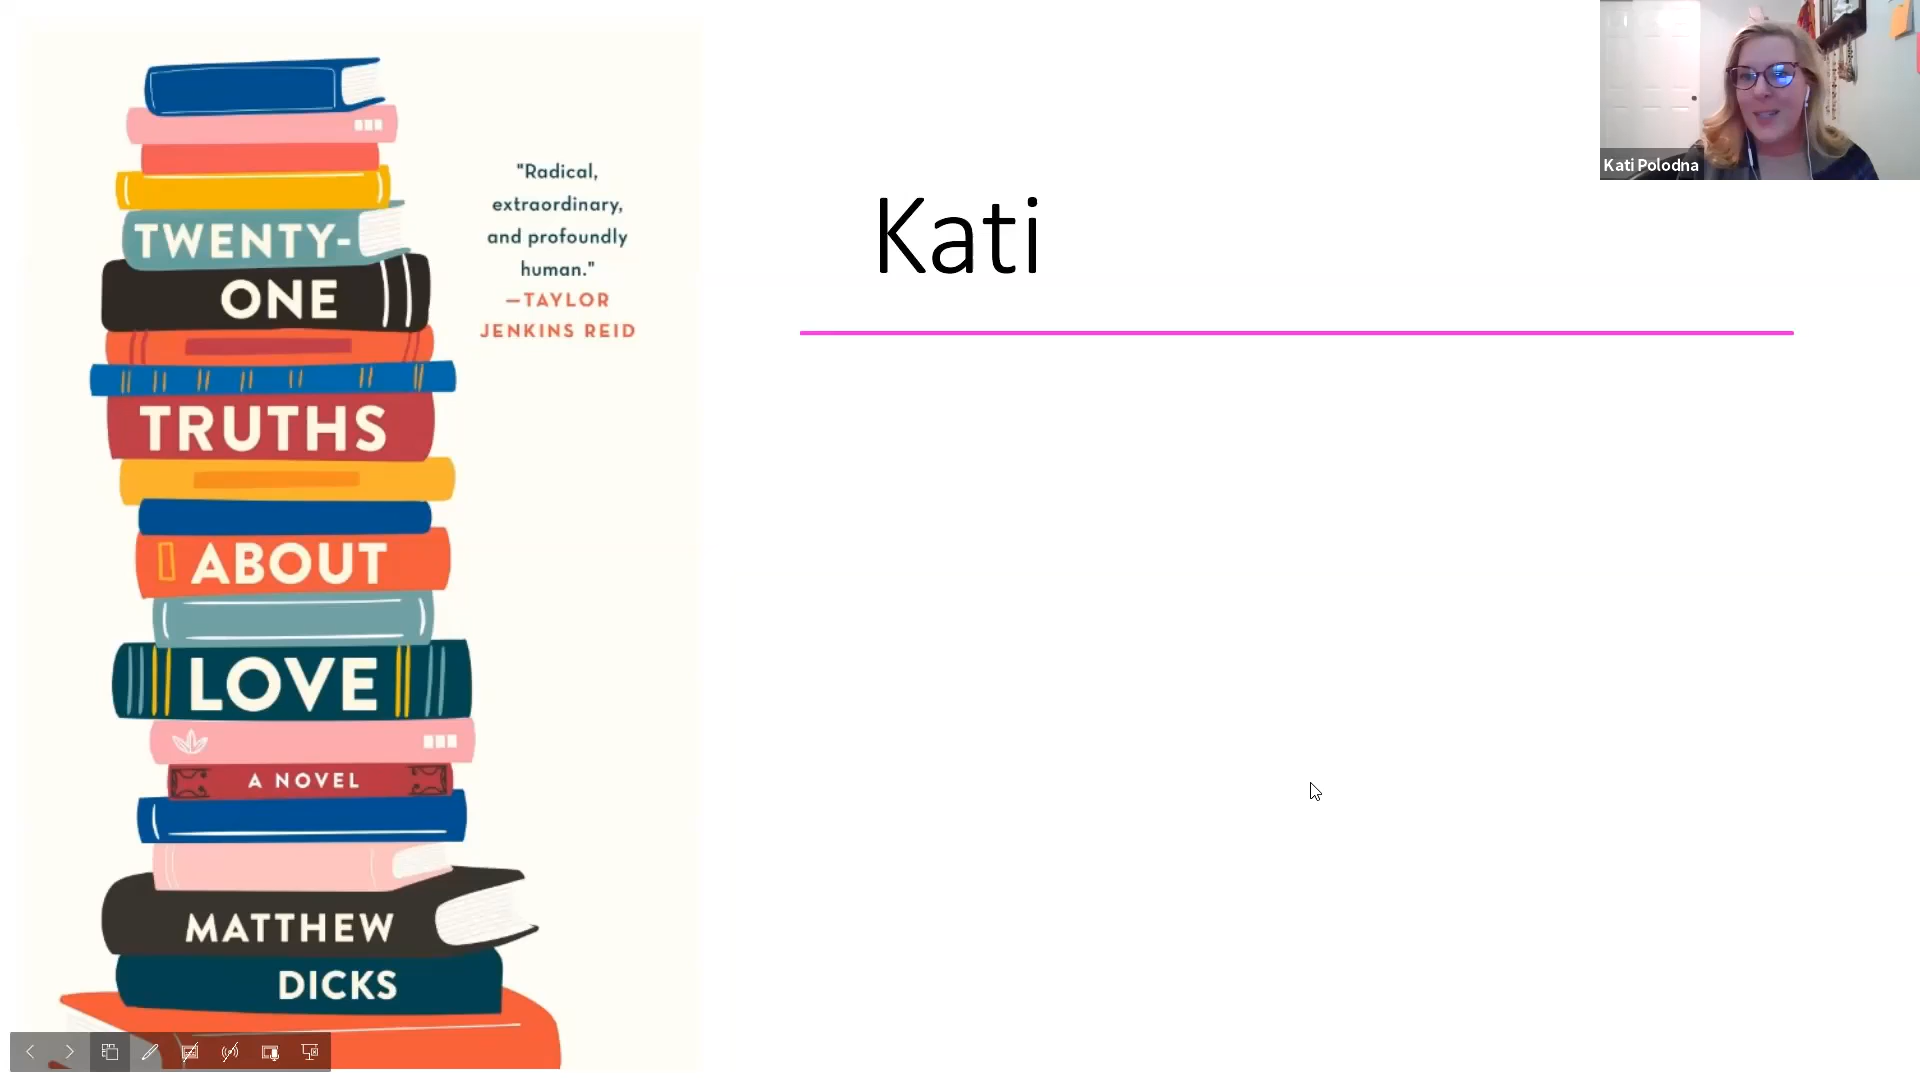 TWENTY-
ONE
TRUTHS
ABOUT
LOVE
A NOVEL
MATTHEW
DICKS
"Radical,
extraordinary,
and profoundly
human."
—TAYLOR
JENKINS REID
Kati
Kati Polodna